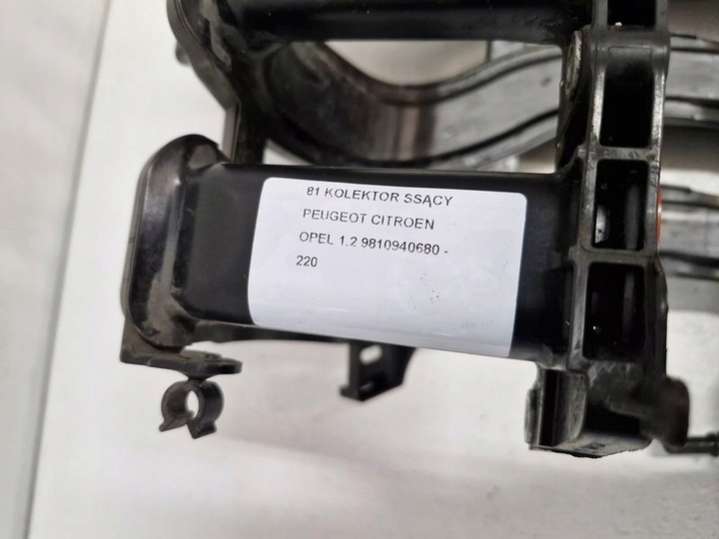 81 KOLEKTOR SSĄCY
PEUGEOT CITROEN
OPEL 1.2 9810940680 -
220